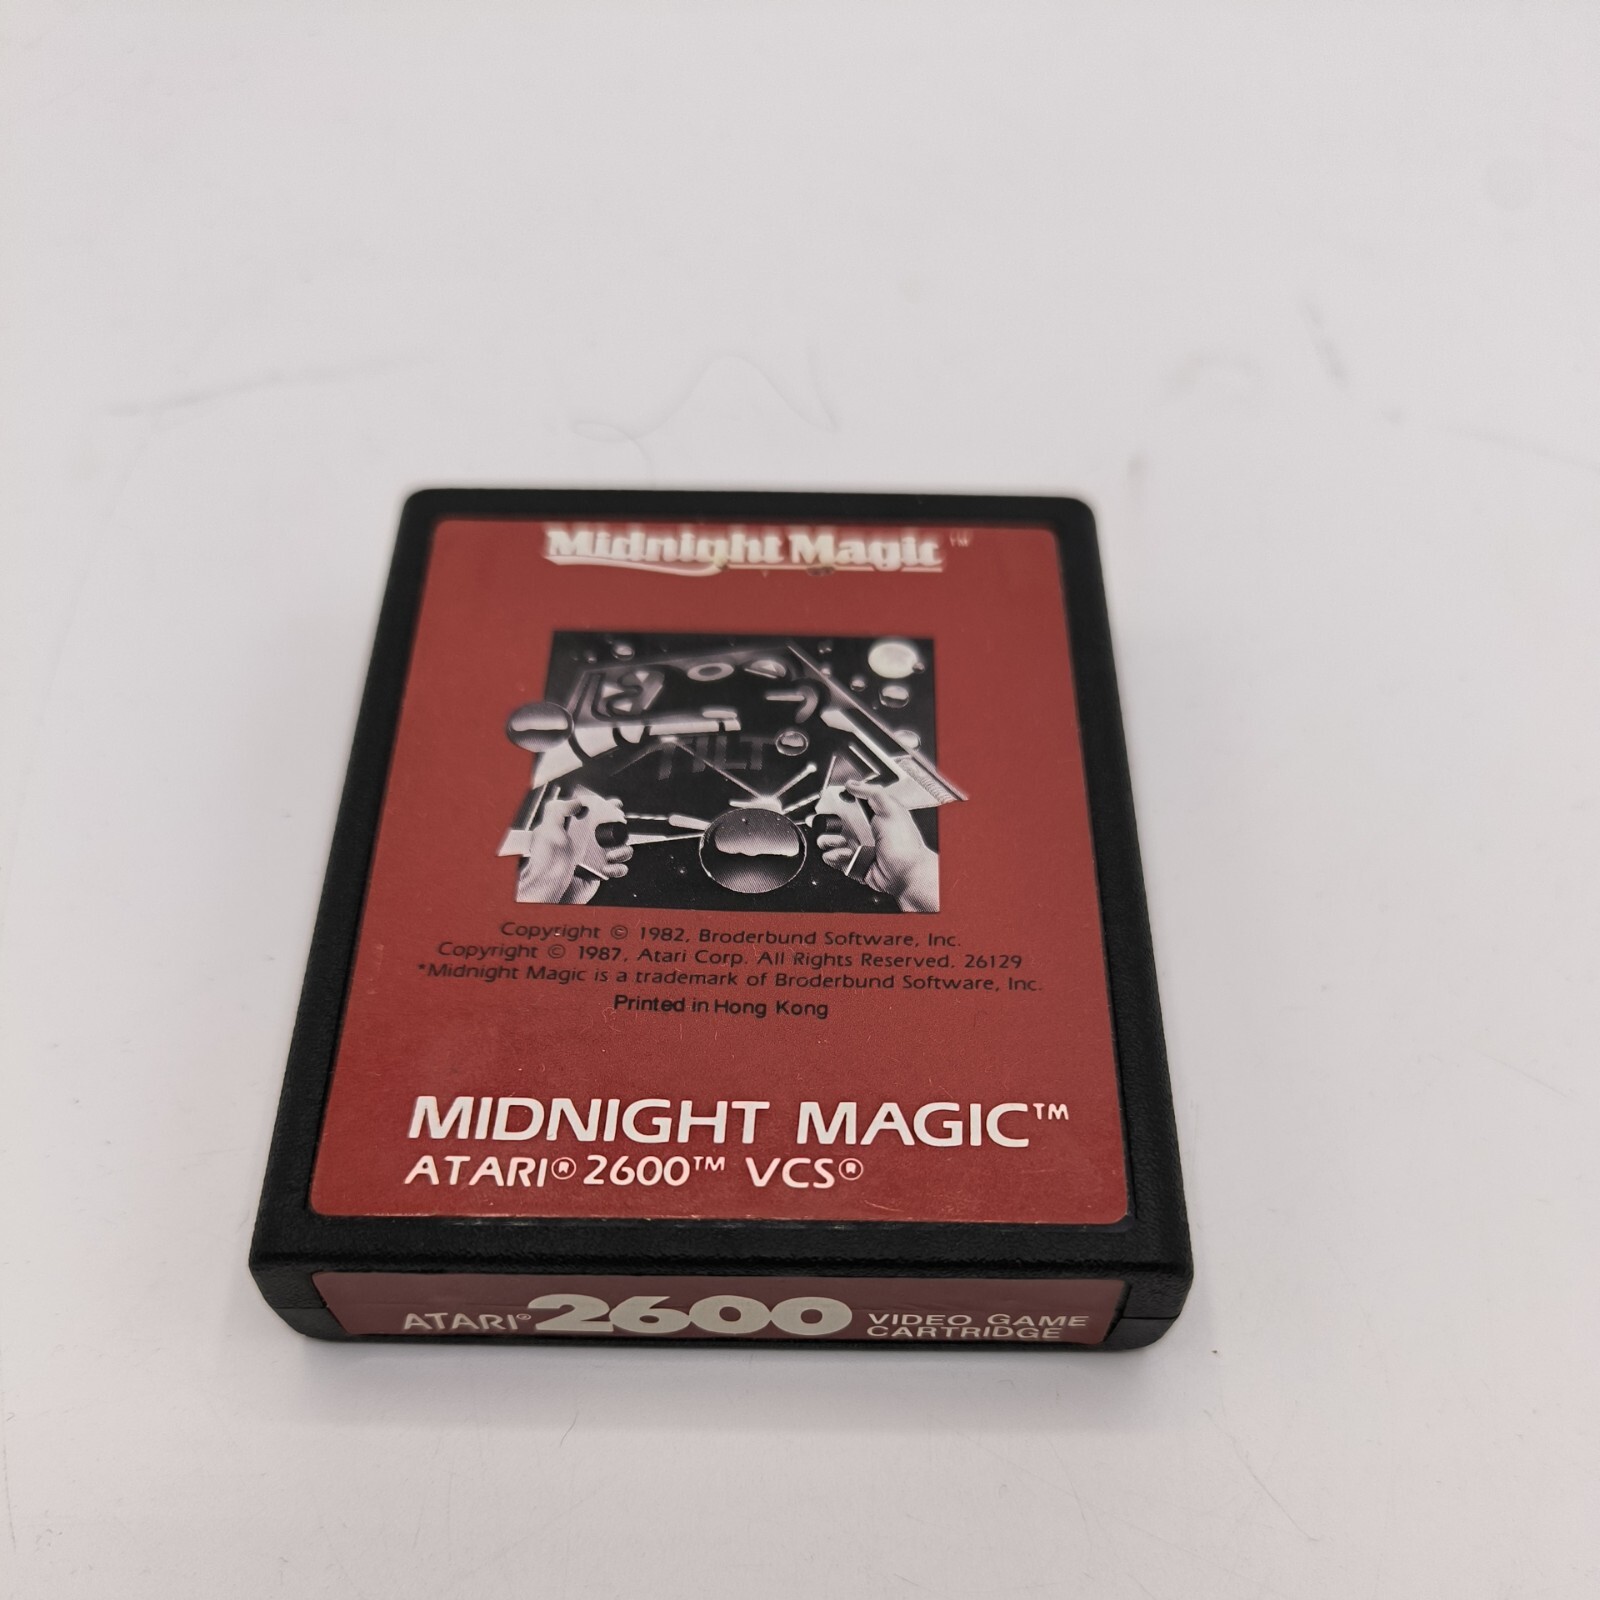 Midnight Magic™
TILT
Copyright © 1982, Broderbund Software, Inc.
Copyright © 1987, Atari Corp. All Rights Reserved. 26129
*Midnight Magic is a trademark of Broderbund Software, Inc.
Printed in Hong Kong
MIDNIGHT MAGIC™
ATARI® 2600™ VCS®
ATARI® 2600 VIDEO GAME
CARTRIDGE